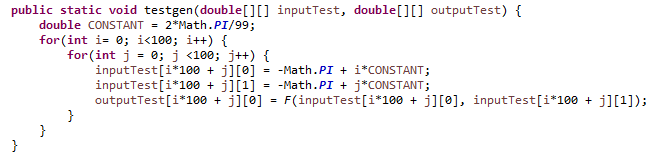 public static void testgen(double[][] inputTest, double[][] outputTest) {
    double CONSTANT = 2*Math.PI/99;
    for(int i= 0; i<100; i++) {
        for(int j = 0; j <100; j++) {
            inputTest[i*100 + j][0] = -Math.PI + i*CONSTANT;
            inputTest[i*100 + j][1] = -Math.PI + j*CONSTANT;
            outputTest[i*100 + j][0] = F(inputTest[i*100 + j][0], inputTest[i*100 + j][1]);
        }
    }
}